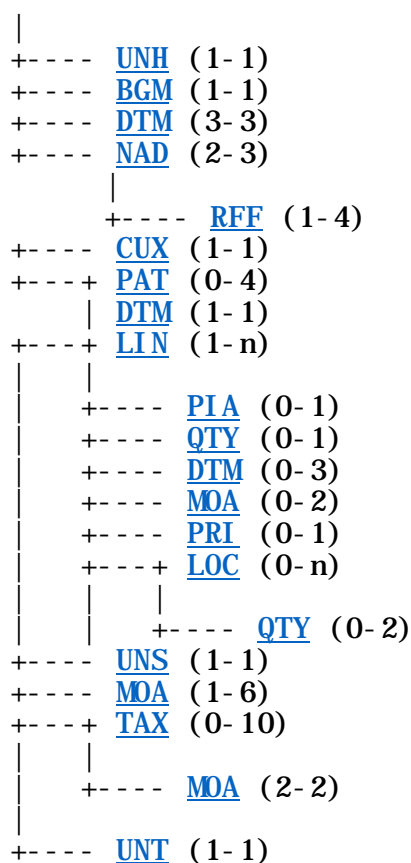 |
+---- UNH (1-1)
+---- BGM (1-1)
+---- DTM (3-3)
+---- NAD (2-3)
      |
      +---- RFF (1-4)
+---- CUX (1-1)
+---+ PAT (0-4)
    | DTM (1-1)
+---+ LIN (1-n)
|   |
|   +---- PIA (0-1)
|   +---- QTY (0-1)
|   +---- DTM (0-3)
|   +---- MOA (0-2)
|   +---- PRI (0-1)
|   +---+ LOC (0-n)
|   |   |
|   |   +---- QTY (0-2)
+---- UNS (1-1)
+---- MOA (1-6)
+---+ TAX (0-10)
|   |
|   +---- MOA (2-2)
|
+---- UNT (1-1)